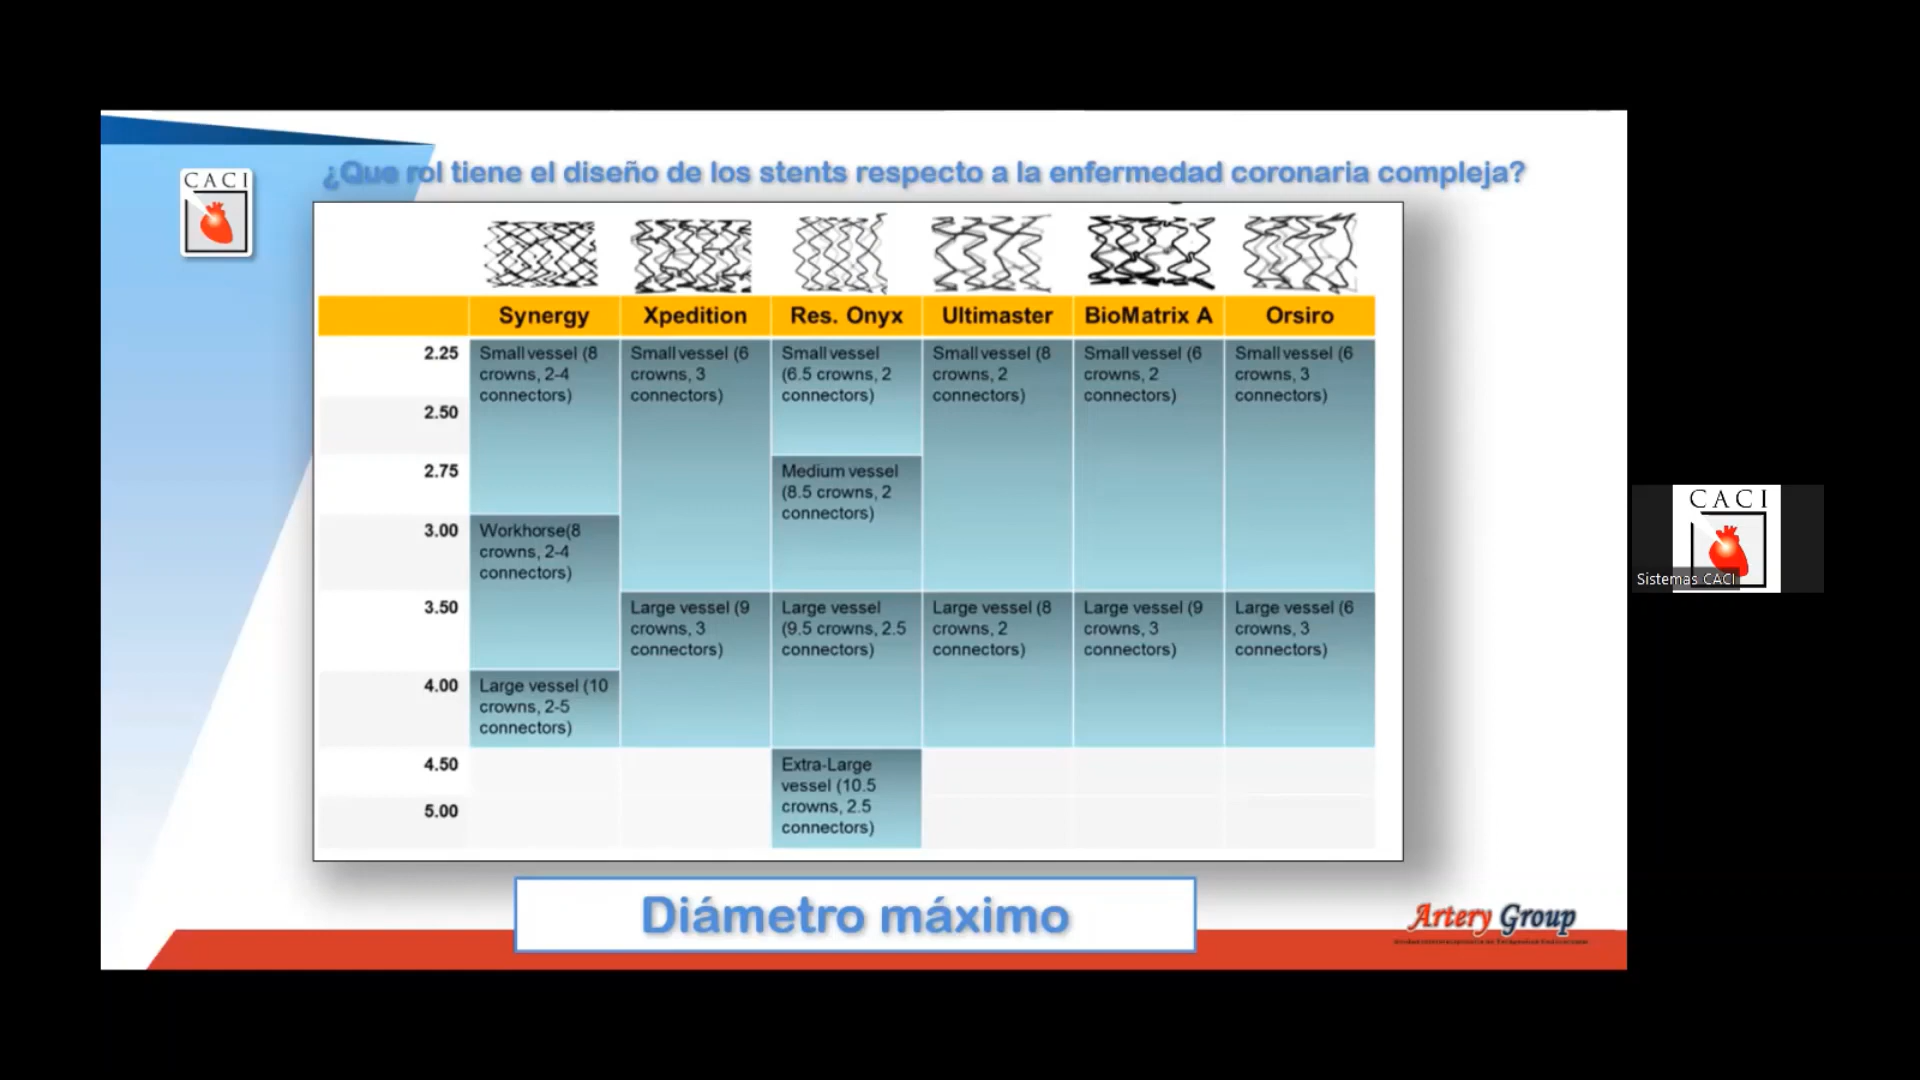 ¿Que rol tiene el diseño de los stents respecto a la enfermedad coronaria compleja?
CACI
Synergy Xpedition Res. Onyx Ultimaster BioMatrix A Orsiro
2.25
2.50
2.75
3.00
3.50
4.00
4.50
5.00
Small vessel (8
crowns, 2-4
connectors)
Workhorse(8
crowns, 2-4
connectors)
Large vessel (10
crowns, 2-5
connectors)
Small vessel (6
crowns, 3
connectors)
Large vessel (9
crowns, 3
connectors)
Small vessel
(6.5 crowns, 2
connectors)
Medium vessel
(8.5 crowns, 2
connectors)
Large vessel
(9.5 crowns, 2.5
connectors)
Extra-Large
vessel (10.5
crowns, 2.5
connectors)
Small vessel (8
crowns, 2
connectors)
Large vessel (8
crowns, 2
connectors)
Small vessel (6
crowns, 2
connectors)
Large vessel (9
crowns, 3
connectors)
Small vessel (6
crowns, 3
connectors)
Large vessel (6
crowns, 3
connectors)
Diámetro máximo
Artery Group
CACI
Sistemas CACI